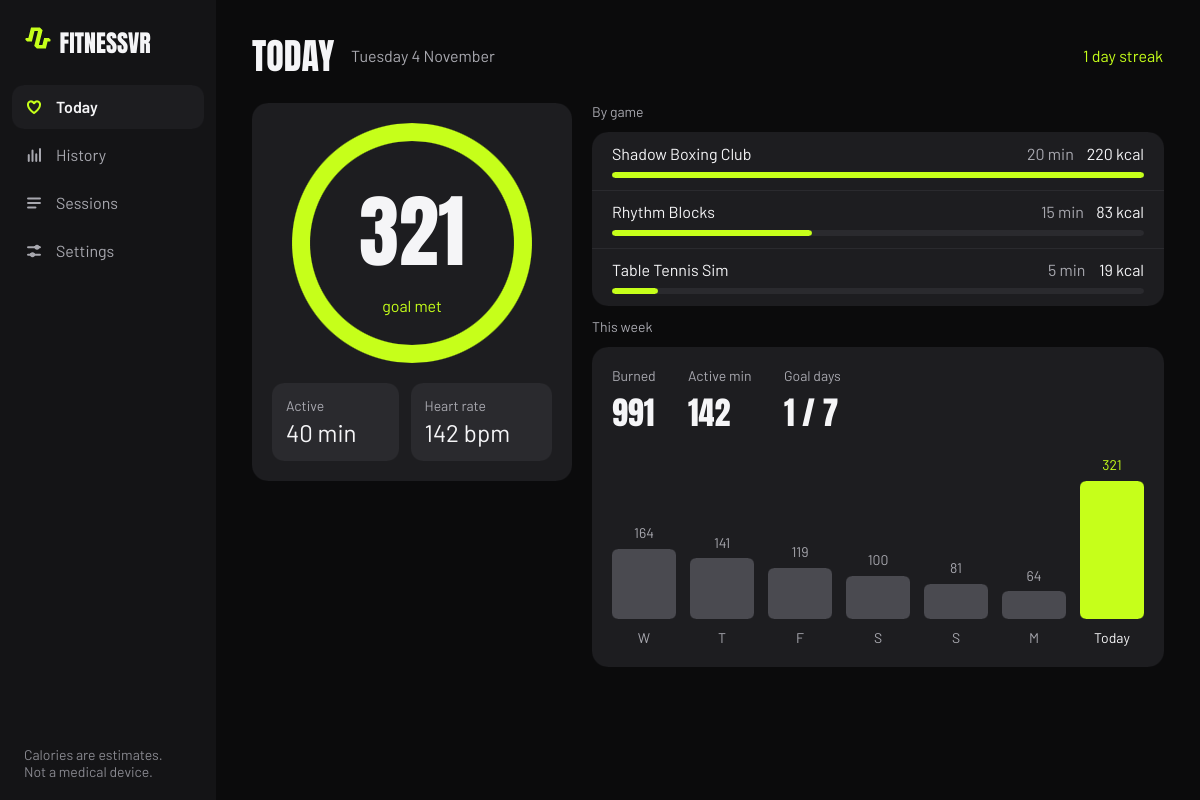 FITNESSVR
Today
History
Sessions
Settings
Calories are estimates.
Not a medical device.
TODAY Tuesday 4 November
1 day streak
321
goal met
Active
40 min
Heart rate
142 bpm
By game
Shadow Boxing Club 20 min 220 kcal
Rhythm Blocks 15 min 83 kcal
Table Tennis Sim 5 min 19 kcal
This week
Burned Active min Goal days
991 142 1 / 7
164 141 119 100 81 64 321
W T F S S M Today